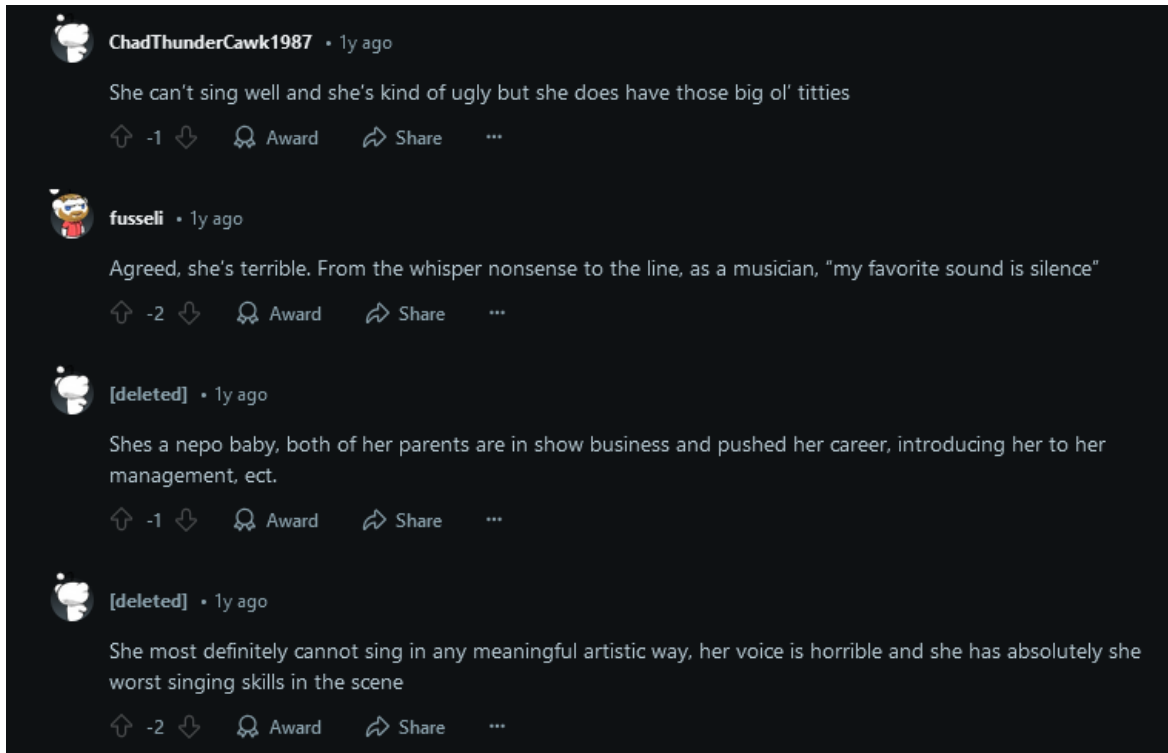 ChadThunderCawk1987 • 1y ago
She can't sing well and she's kind of ugly but she does have those big ol' titties
-1 Award Share ...
fusseli • 1y ago
Agreed, she's terrible. From the whisper nonsense to the line, as a musician, "my favorite sound is silence"
-2 Award Share ...
[deleted] • 1y ago
Shes a nepo baby, both of her parents are in show business and pushed her career, introducing her to her
management, ect.
-1 Award Share ...
[deleted] • 1y ago
She most definitely cannot sing in any meaningful artistic way, her voice is horrible and she has absolutely she
worst singing skills in the scene
-2 Award Share ...